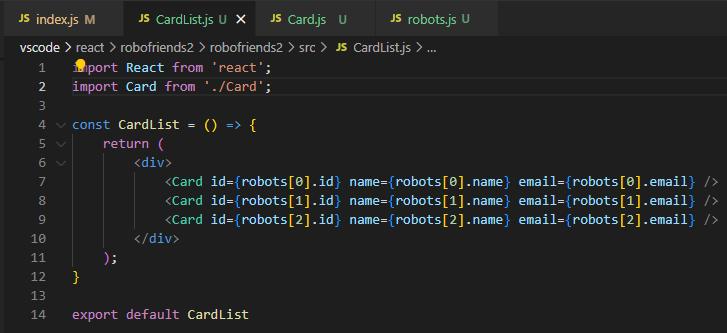 JS index.js M JS CardList.js U X JS Card.js U JS robots.js U
vscode > react > robofriends2 > robofriends2 > src > JS CardList.js > ...
1 import React from 'react';
2 import Card from './Card';
3
4 const CardList = () => {
5 return (
6 <div>
7 <Card id={robots[0].id} name={robots[0].name} email={robots[0].email} />
8 <Card id={robots[1].id} name={robots[1].name} email={robots[1].email} />
9 <Card id={robots[2].id} name={robots[2].name} email={robots[2].email} />
10 </div>
11 );
12 }
13
14 export default CardList